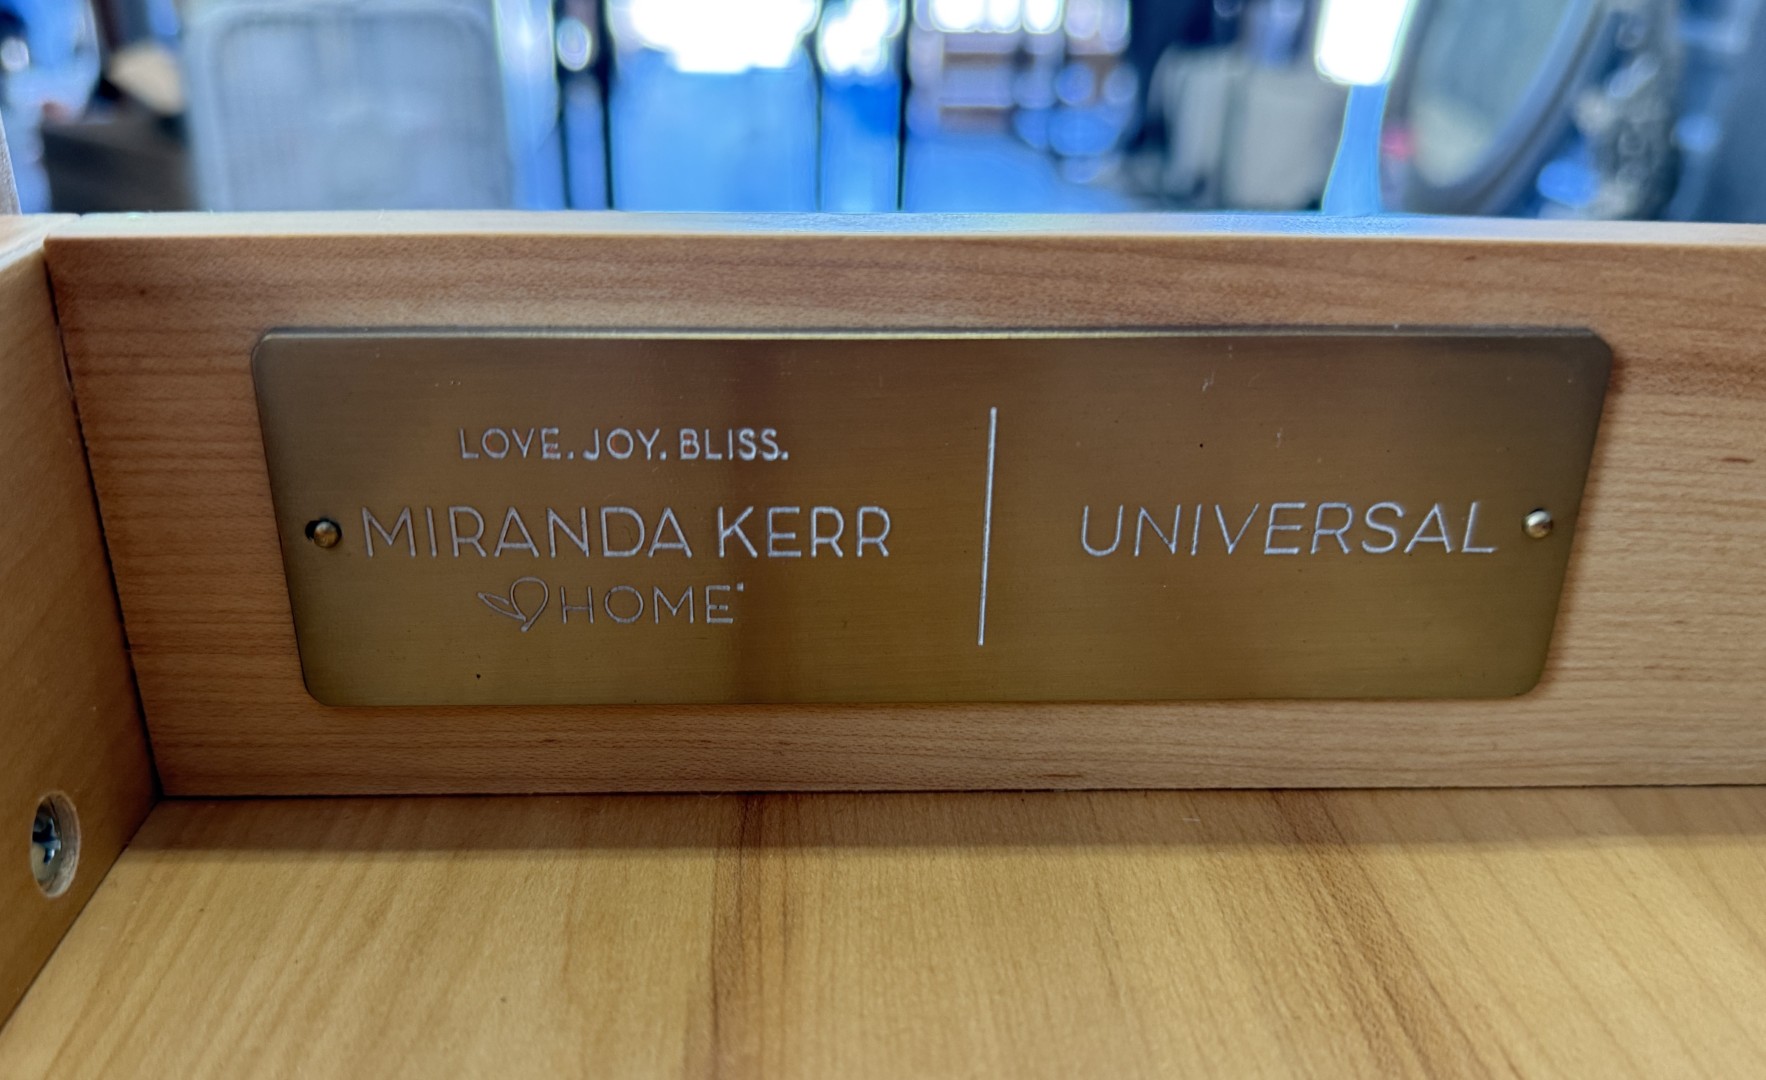 LOVE. JOY. BLISS.
MIRANDA KERR
HOME
UNIVERSAL